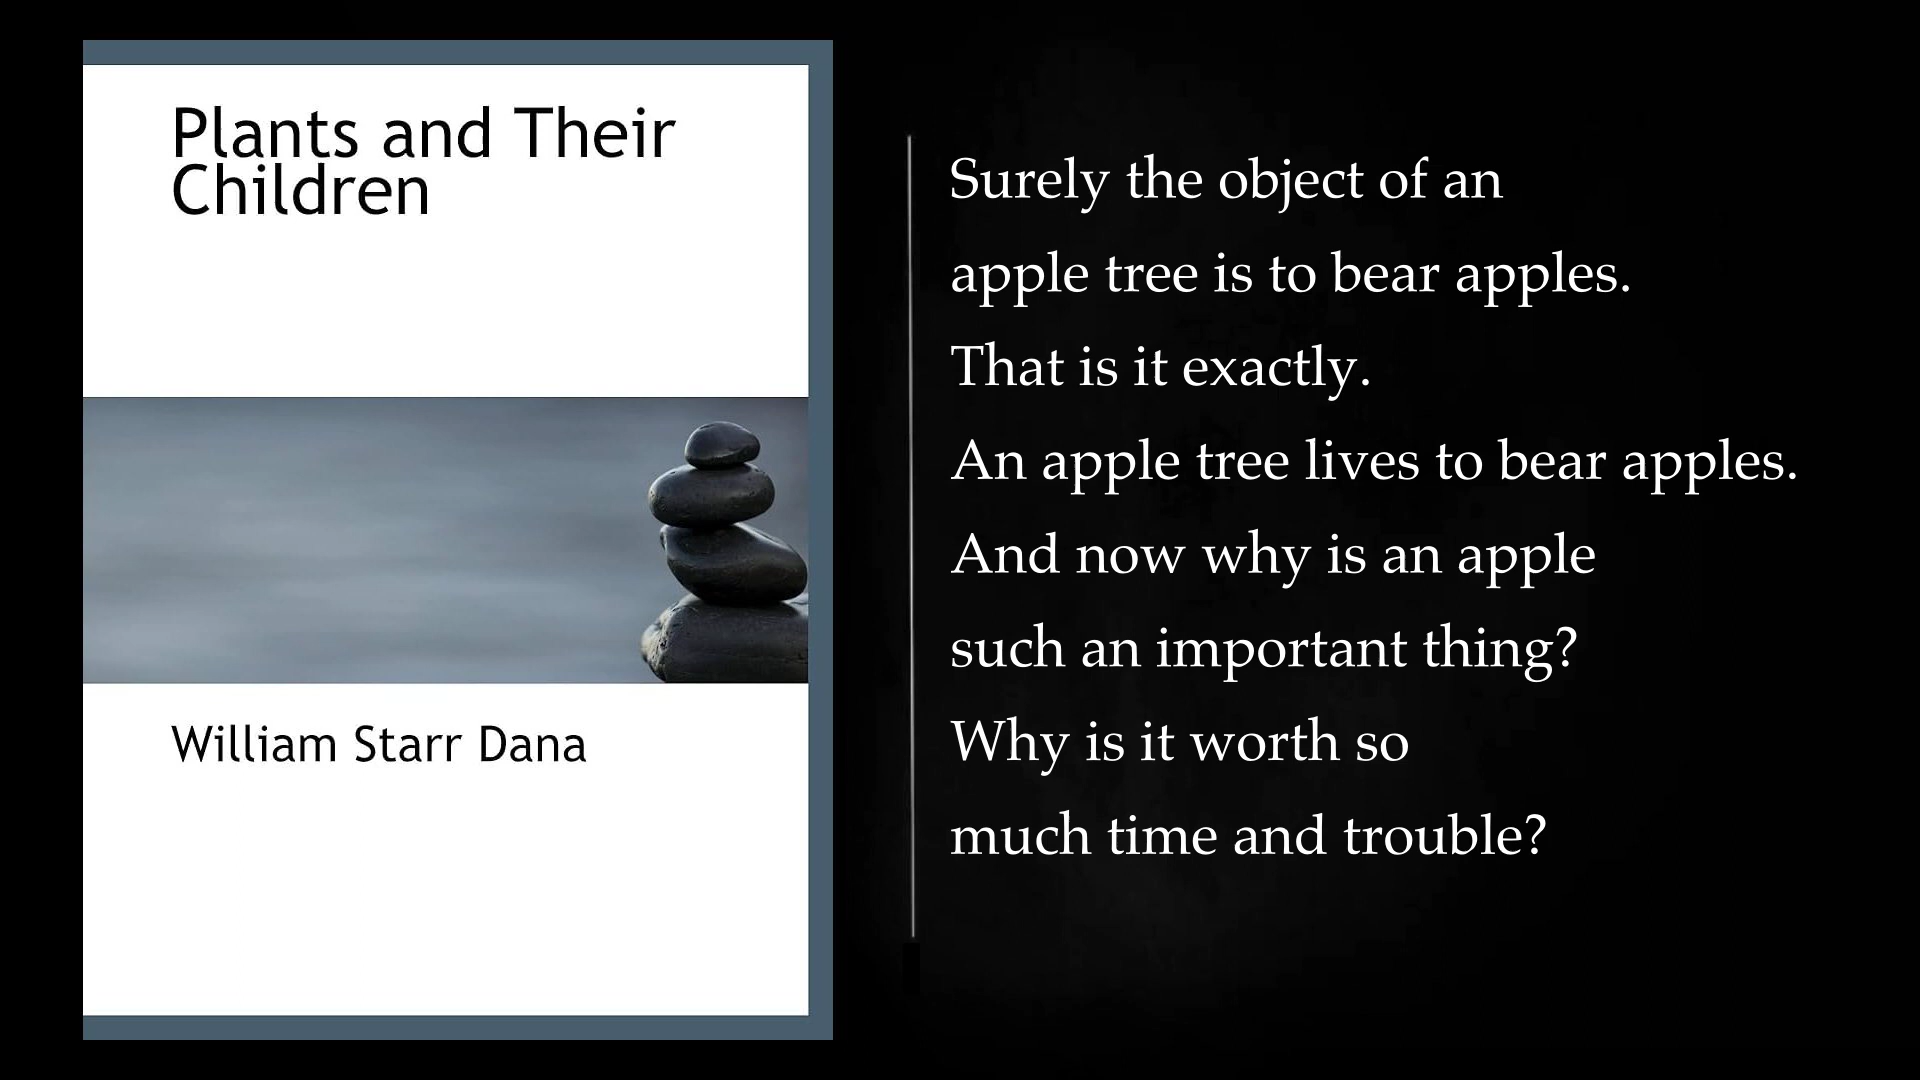 Plants and Their
Children
William Starr Dana
Surely the object of an
apple tree is to bear apples.
That is it exactly.
An apple tree lives to bear apples.
And now why is an apple
such an important thing?
Why is it worth so
much time and trouble?